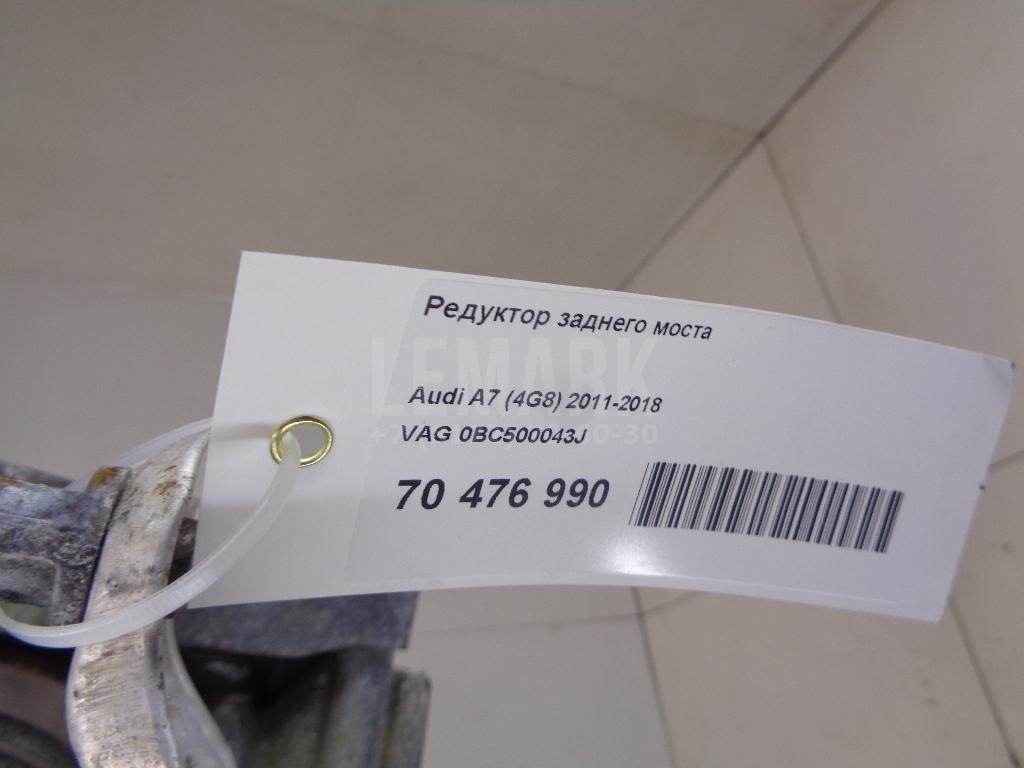 Редуктор заднего моста
LEMARK
Audi A7 (4G8) 2011-2018
VAG 0BC500043J
70 476 990